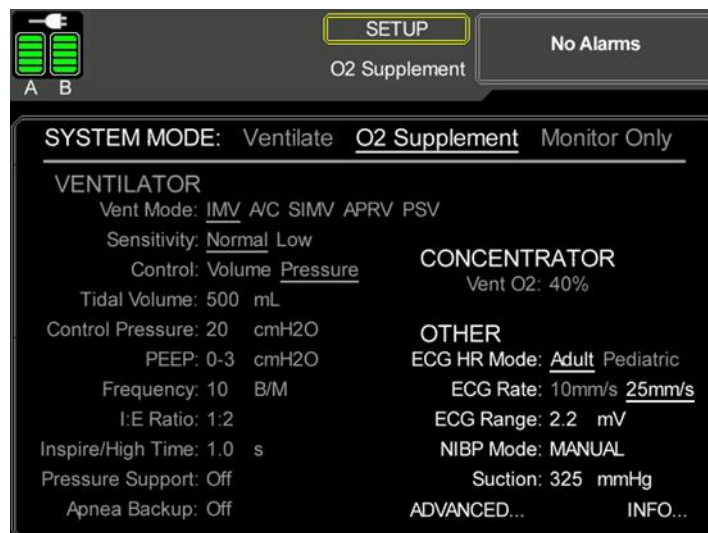 SETUP
No Alarms
O2 Supplement
A B
SYSTEM MODE: Ventilate O2 Supplement Monitor Only
VENTILATOR
Vent Mode: IMV A/C SIMV APRV PSV
Sensitivity: Normal Low
Control: Volume Pressure
Tidal Volume: 500 mL
Control Pressure: 20 cmH2O
PEEP: 0-3 cmH2O
Frequency: 10 B/M
I:E Ratio: 1:2
Inspire/High Time: 1.0 s
Pressure Support: Off
Apnea Backup: Off
CONCENTRATOR
Vent O2: 40%
OTHER
ECG HR Mode: Adult Pediatric
ECG Rate: 10mm/s 25mm/s
ECG Range: 2.2 mV
NIBP Mode: MANUAL
Suction: 325 mmHg
ADVANCED... INFO...